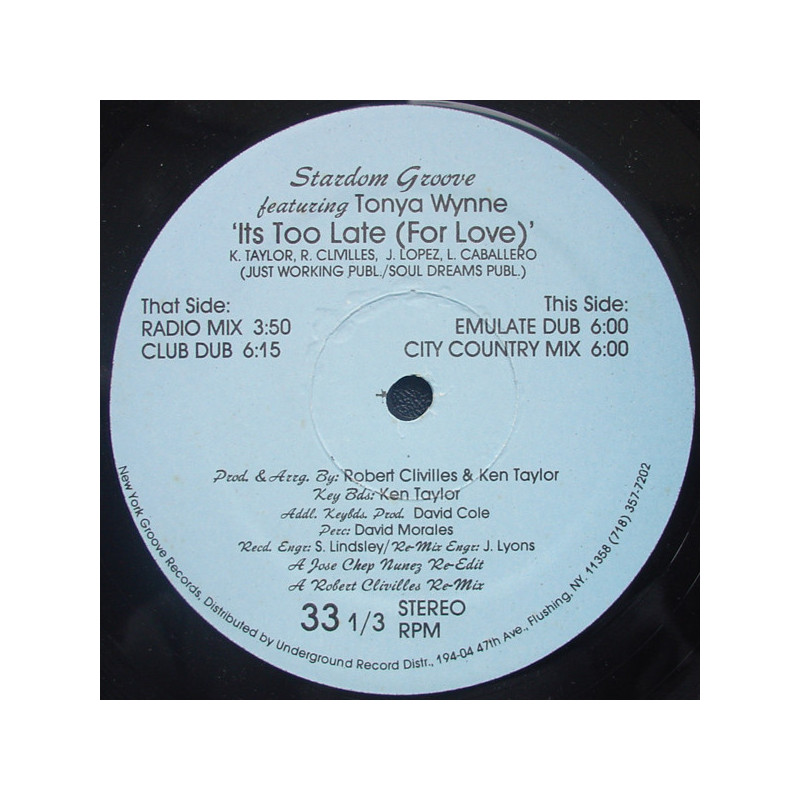 Stardom Groove
featuring Tonya Wynne
'Its Too Late (For Love)'
K. TAYLOR, R. CLIVILLES, J. LOPEZ, L. CABALLERO
(JUST WORKING PUBL./SOUL DREAMS PUBL.)
That Side:
RADIO MIX 3:50
CLUB DUB 6:15
This Side:
EMULATE DUB 6:00
CITY COUNTRY MIX 6:00
Prod. & Arrg. By: Robert Clivilles & Ken Taylor
Key Bds: Ken Taylor
Addl. Keybds. Prod. David Cole
Perc: David Morales
Recd. Engr: S. Lindsley/Re-Mix Engr: J. Lyons
A Jose Chep Nunez Re-Edit
A Robert Clivilles Re-Mix
33 1/3 STEREO
RPM
New York Groove Records, Distributed by Underground Record Distr., 194-04 47th Ave., Flushing, NY. 11358 (718) 357-7202